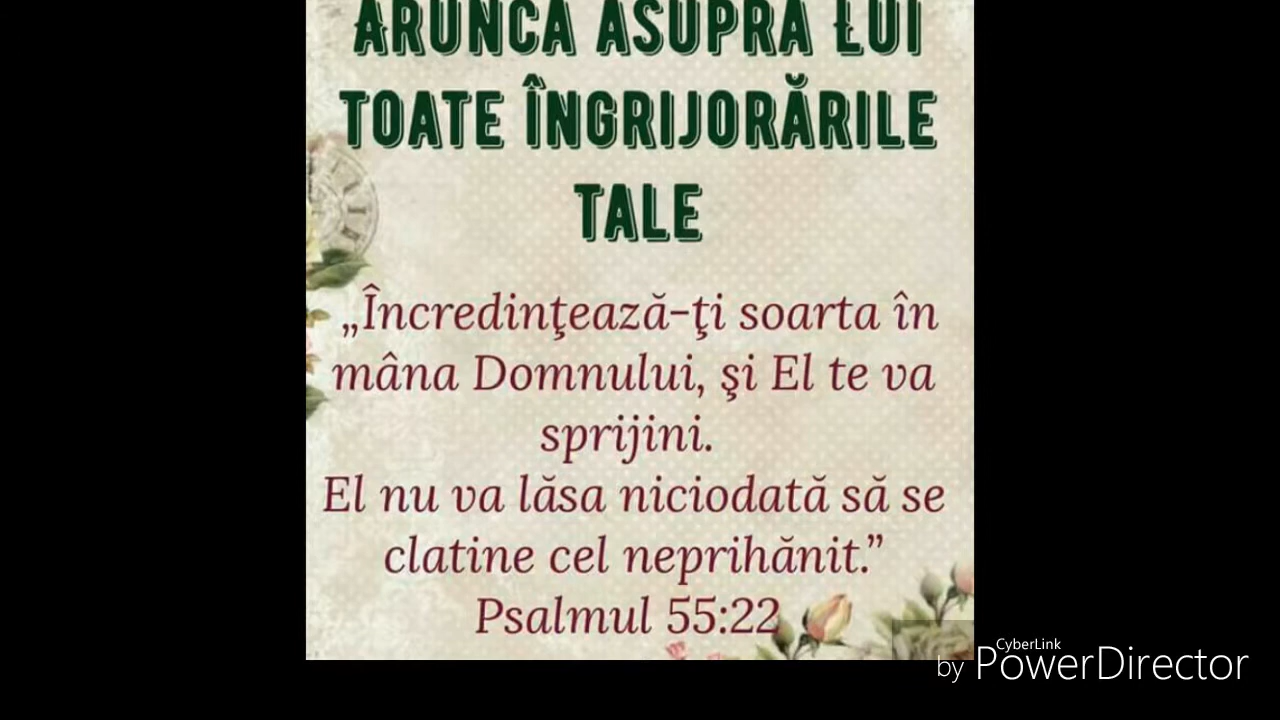 ARUNCA ASUPRA LUI
TOATE ÎNGRIJORĂRILE
TALE
„Încredinţează-ţi soarta în
mâna Domnului, şi El te va
sprijini.
El nu va lăsa niciodată să se
clatine cel neprihănit.”
Psalmul 55:22
CyberLink
by PowerDirector